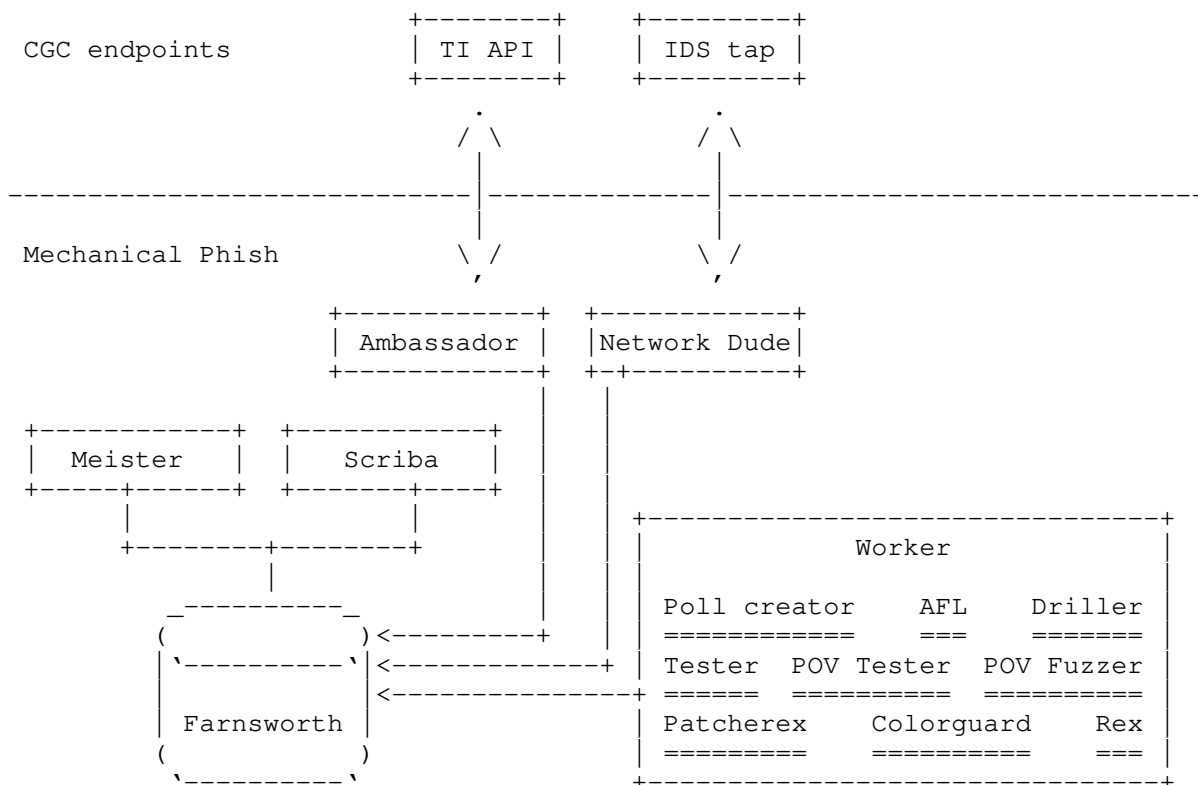 CGC endpoints TI API IDS tap
Mechanical Phish
Ambassador Network Dude
Meister Scriba
Worker
Poll creator AFL Driller
Tester POV Tester POV Fuzzer
Farnsworth Patcherex Colorguard Rex